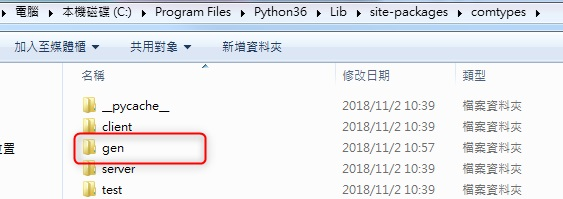 電腦 ▸ 本機磁碟 (C:) ▸ Program Files ▸ Python36 ▸ Lib ▸ site-packages ▸ comtypes ▸
加入至媒體櫃 ▼ 共用對象 ▼ 新增資料夾
名稱 修改日期 類型
__pycache__ 2018/11/2 10:39 檔案資料夾
client 2018/11/2 10:39 檔案資料夾
位置 gen 2018/11/2 10:57 檔案資料夾
server 2018/11/2 10:39 檔案資料夾
test 2018/11/2 10:39 檔案資料夾